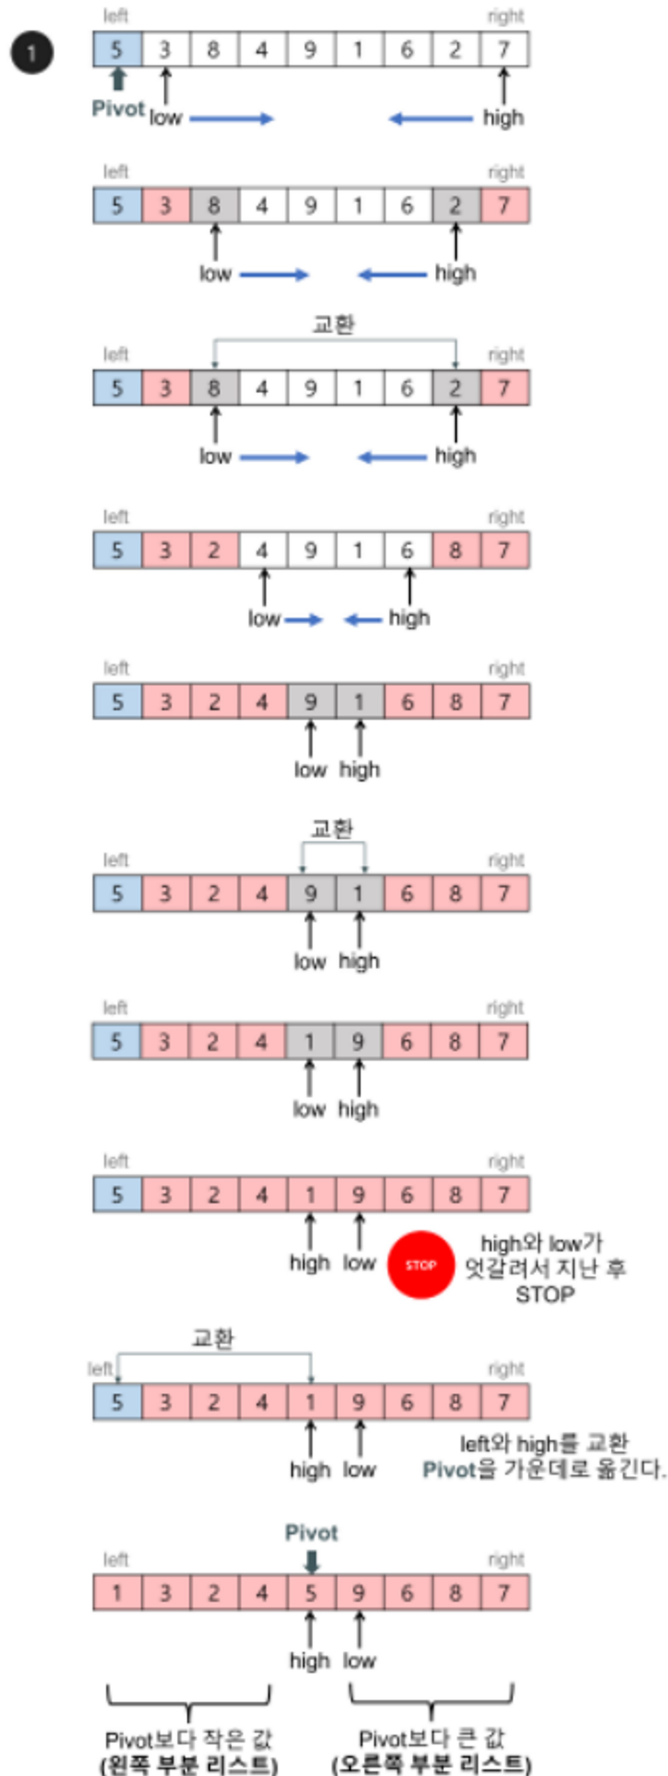 left right
1
5 3 8 4 9 1 6 2 7
Pivot low high
left right
5 3 8 4 9 1 6 2 7
low high
교환
left right
5 3 8 4 9 1 6 2 7
low high
left right
5 3 2 4 9 1 6 8 7
low high
left right
5 3 2 4 9 1 6 8 7
low high
교환
left right
5 3 2 4 9 1 6 8 7
low high
left right
5 3 2 4 1 9 6 8 7
low high
left right
5 3 2 4 1 9 6 8 7
high low
STOP
high와 low가
엇갈려서 지난 후
STOP
교환
left right
5 3 2 4 1 9 6 8 7
high low
left와 high를 교환
Pivot을 가운데로 옮긴다.
Pivot
left right
1 3 2 4 5 9 6 8 7
high low
Pivot보다 작은 값
(왼쪽 부분 리스트)
Pivot보다 큰 값
(오른쪽 부분 리스트)